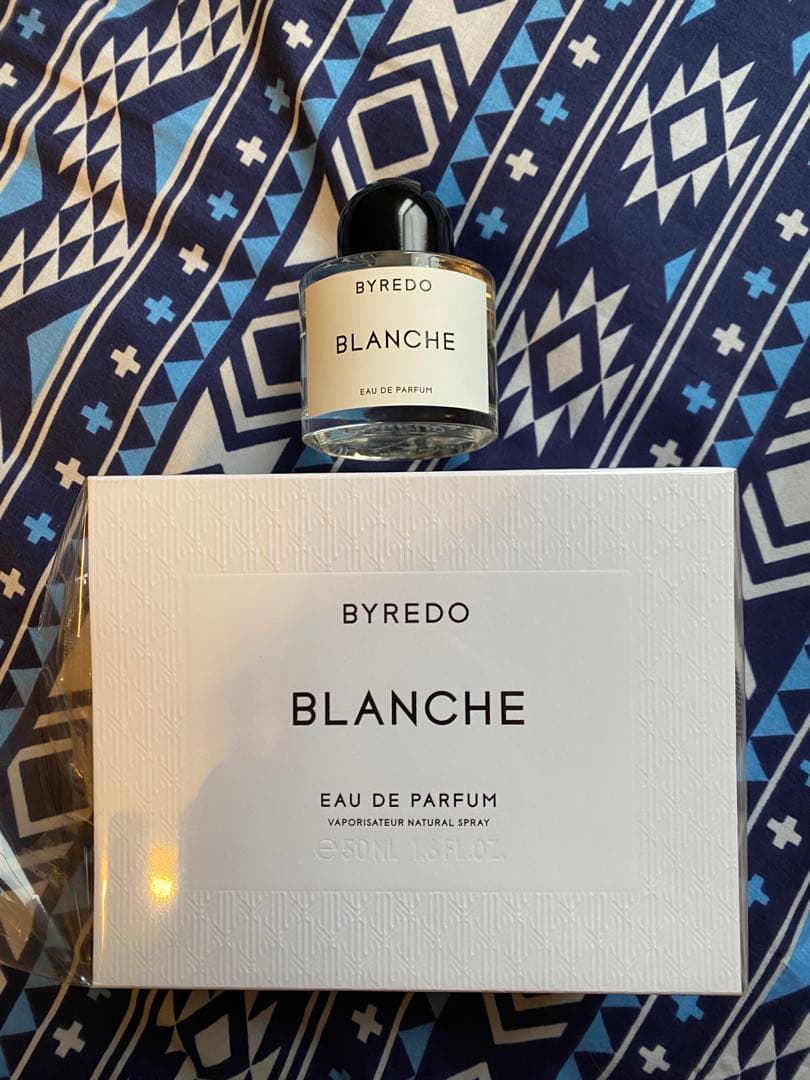 BYREDO
BLANCHE
EAU DE PARFUM
BYREDO
BLANCHE
EAU DE PARFUM
VAPORISATEUR NATURAL SPRAY
e 50 ML 1.6 FL.OZ.